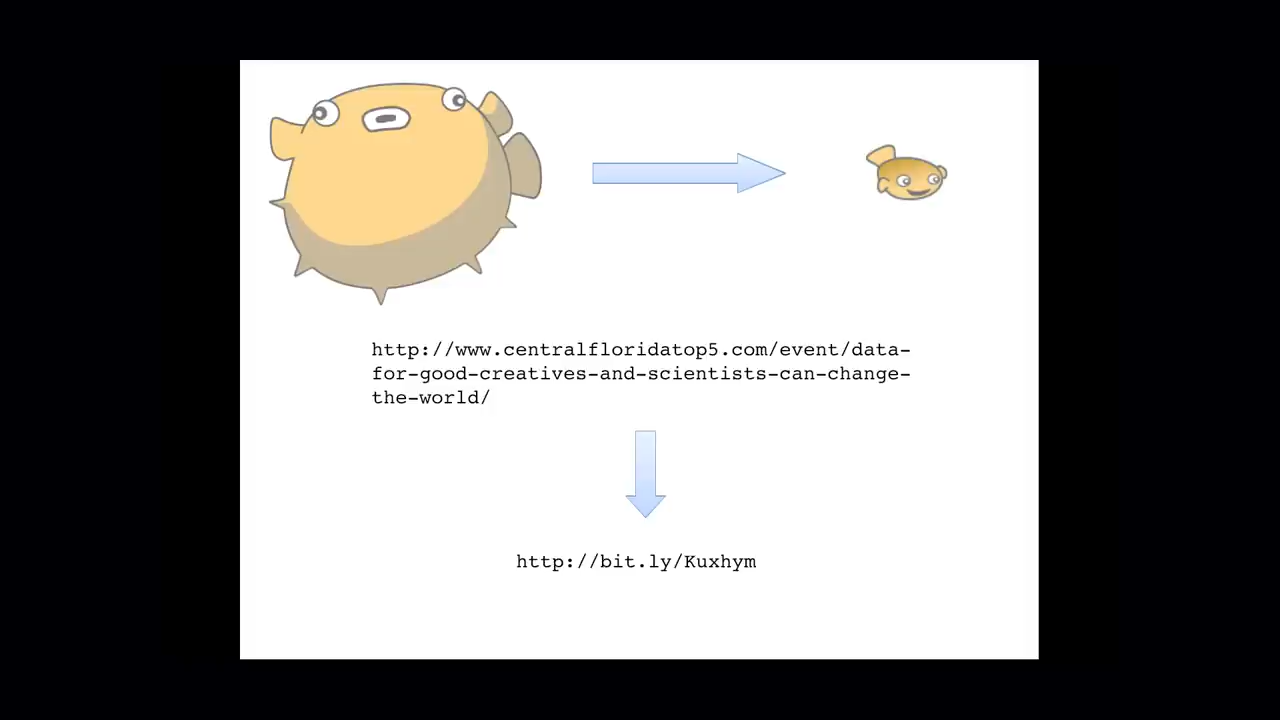 http://www.centralfloridatop5.com/event/data-
for-good-creatives-and-scientists-can-change-
the-world/
http://bit.ly/Kuxhym